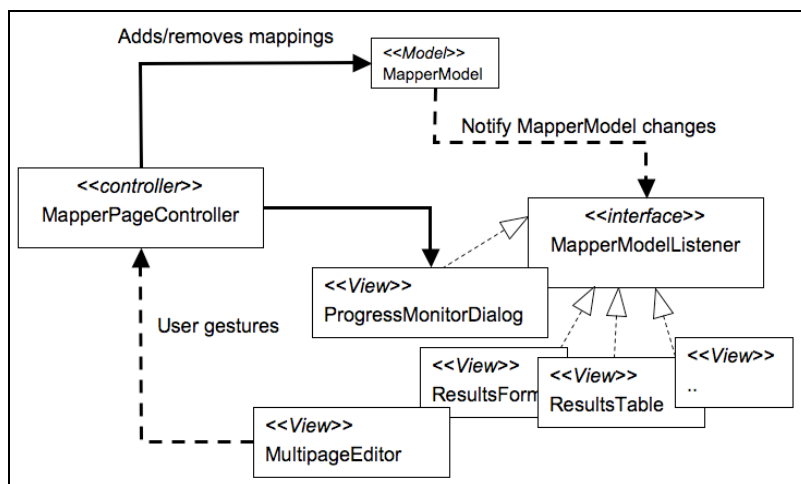 Adds/removes mappings
<<Model>>
MapperModel
Notify MapperModel changes
<<controller>>
MapperPageController
<<interface>>
MapperModelListener
<<View>>
ProgressMonitorDialog
User gestures
<<View>>
..
<<View>>
ResultsForm
<<View>>
ResultsTable
<<View>>
MultipageEditor